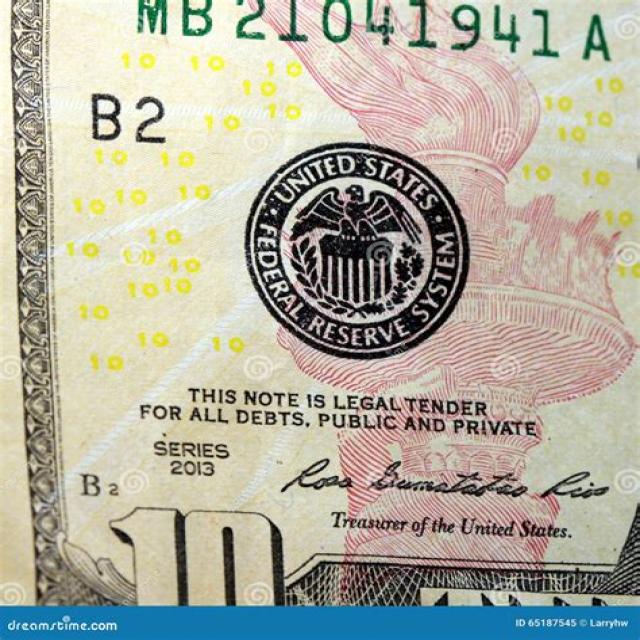 MB21041941A
10 10 10
10 10
B2
10 10 10
10 10
10 10 10
10 10 10 10
10 10
10 10
10 10
10
10 10
10
UNITED STATES
FEDERAL RESERVE SYSTEM
THIS NOTE IS LEGAL TENDER
FOR ALL DEBTS, PUBLIC AND PRIVATE
SERIES
2013
B2
Rosa Gumataotao Rios
Treasurer of the United States.
10
dreamstime.com
ID 65187545 © Larryhw